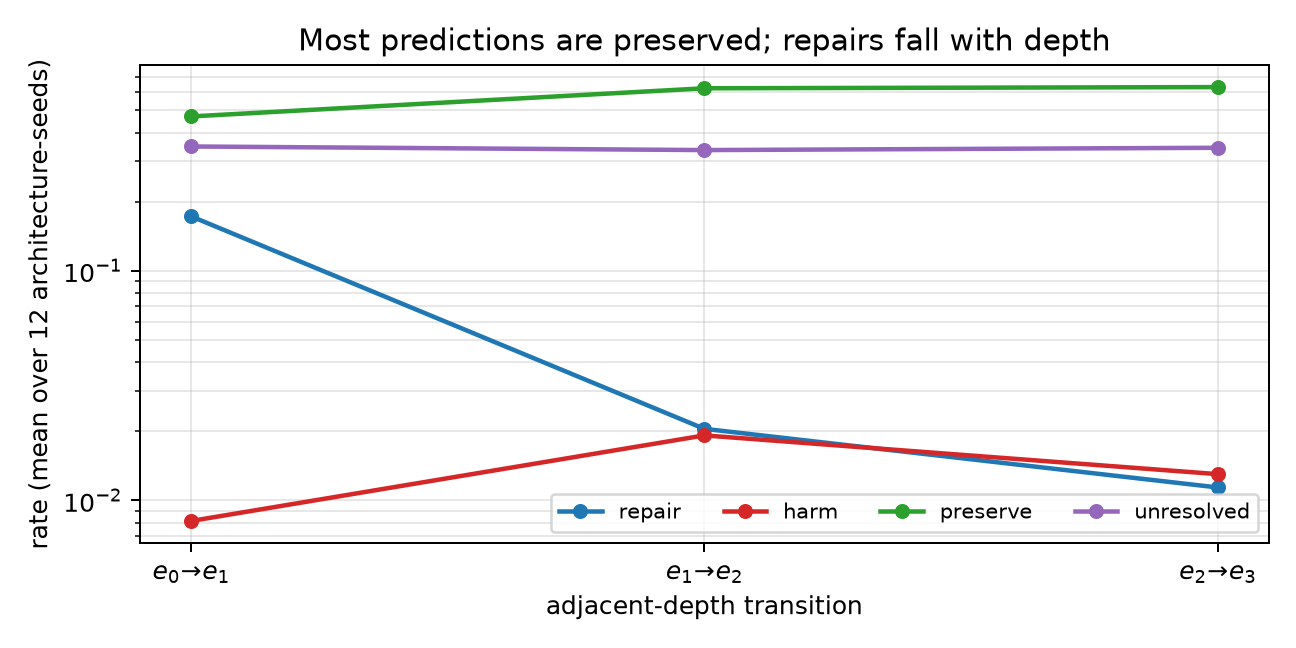 Most predictions are preserved; repairs fall with depth
rate (mean over 12 architecture-seeds)
10⁻¹
10⁻²
repair harm preserve unresolved
e₀→e₁ e₁→e₂ e₂→e₃
adjacent-depth transition